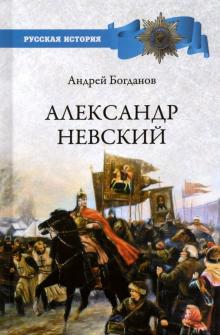 РУССКАЯ ИСТОРИЯ
Андрей Богданов
АЛЕКСАНДР
НЕВСКИЙ